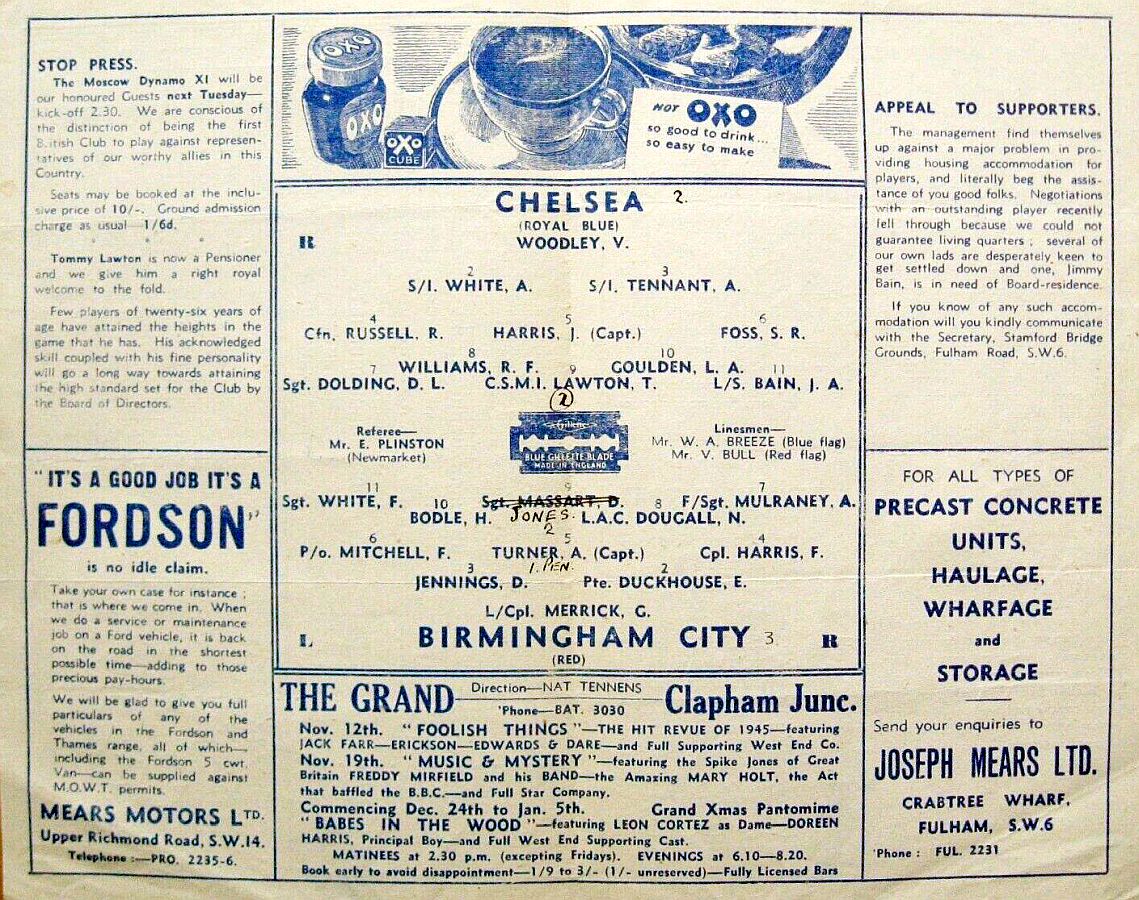 STOP PRESS.
The Moscow Dynamo XI will be
our honoured Guests next Tuesday—
kick-off 2.30. We are conscious of
the distinction of being the first
British Club to play against represen-
tatives of our worthy allies in this
Country.
Seats may be booked at the inclu-
sive price of 10/-. Ground admission
charge as usual 1/6d.
* * *
Tommy Lawton is now a Pensioner
and we give him a right royal
welcome to the fold.
Few players of twenty-six years of
age have attained the heights in the
game that he has. His acknowledged
skill coupled with his fine personality
will go a long way towards attaining
the high standard set for the Club by
the Board of Directors.
"IT'S A GOOD JOB IT'S A
FORDSON"
is no idle claim.
Take your own case for instance ;
that is where we come in. When
we do a service or maintenance
job on a Ford vehicle, it is back
on the road in the shortest
possible time—adding to those
precious pay-hours.
We will be glad to give you full
particulars of any of the
vehicles in the Fordson and
Thames range, all of which—
including the Fordson 5 cwt.
Van—can be supplied against
M.O.W.T. permits.
MEARS MOTORS LTD.
Upper Richmond Road, S.W.14.
Telephone :—PRO. 2235-6.
OXO
OXO
OXO
CUBE
HOT OXO
so good to drink...
so easy to make
CHELSEA 2.
(ROYAL BLUE)
R WOODLEY, V.
2 3
S/I. WHITE, A. S/I. TENNANT, A.
4 5 6
Cfn, RUSSELL, R. HARRIS, J. (Capt.) FOSS, S. R.
8 10
WILLIAMS, R. F. GOULDEN, L. A.
7 9 11
Sgt. DOLDING, D. L. C.S.M.I. LAWTON, T. L/S. BAIN, J. A.
2
Referee—
Mr. E. PLINSTON
(Newmarket)
Gillette
BLUE GILLETTE BLADE
MADE IN ENGLAND
Linesmen—
Mr. W. A. BREEZE (Blue flag)
Mr. V. BULL (Red flag)
11 9 7
Sgt. WHITE, F. Sgt. MASSART, D. F/Sgt. MULRANEY, A.
10 8
BODLE, H. JONES. L.A.C. DOUGALL, N.
2
6 5 4
P/o. MITCHELL, F. TURNER, A. (Capt.) Cpl. HARRIS, F.
1. PEN.
3 2
JENNINGS, D. Pte. DUCKHOUSE, E.
L/Cpl. MERRICK, G.
L BIRMINGHAM CITY 3. R
(RED)
THE GRAND Direction—NAT TENNENS Clapham Junc.
'Phone—BAT. 3030
Nov. 12th. "FOOLISH THINGS"—THE HIT REVUE OF 1945—featuring
JACK FARR—ERICKSON—EDWARDS & DARE—and Full Supporting West End Co.
Nov. 19th. "MUSIC & MYSTERY"—featuring the Spike Jones of Great
Britain FREDDY MIRFIELD and his BAND—the Amazing MARY HOLT, the Act
that baffled the B.B.C.—and Full Star Company.
Commencing Dec. 24th to Jan. 5th. Grand Xmas Pantomime
"BABES IN THE WOOD"—featuring LEON CORTEZ as Dame—DOREEN
HARRIS, Principal Boy—and Full West End Supporting Cast.
MATINEES at 2.30 p.m. (excepting Fridays). EVENINGS at 6.10—8.20.
Book early to avoid disappointment—1/9 to 3/- (1/- unreserved)—Fully Licensed Bars
APPEAL TO SUPPORTERS.
The management find themselves
up against a major problem in pro-
viding housing accommodation for
players, and literally beg the assis-
tance of you good folks. Negotiations
with an outstanding player recently
fell through because we could not
guarantee living quarters ; several of
our own lads are desperately keen to
get settled down and one, Jimmy
Bain, is in need of Board-residence.
If you know of any such accom-
modation will you kindly communicate
with the Secretary, Stamford Bridge
Grounds, Fulham Road, S.W.6.
FOR ALL TYPES OF
PRECAST CONCRETE
UNITS,
HAULAGE,
WHARFAGE
and
STORAGE
Send your enquiries to
JOSEPH MEARS LTD.
CRABTREE WHARF,
FULHAM, S.W.6
'Phone : FUL. 2231